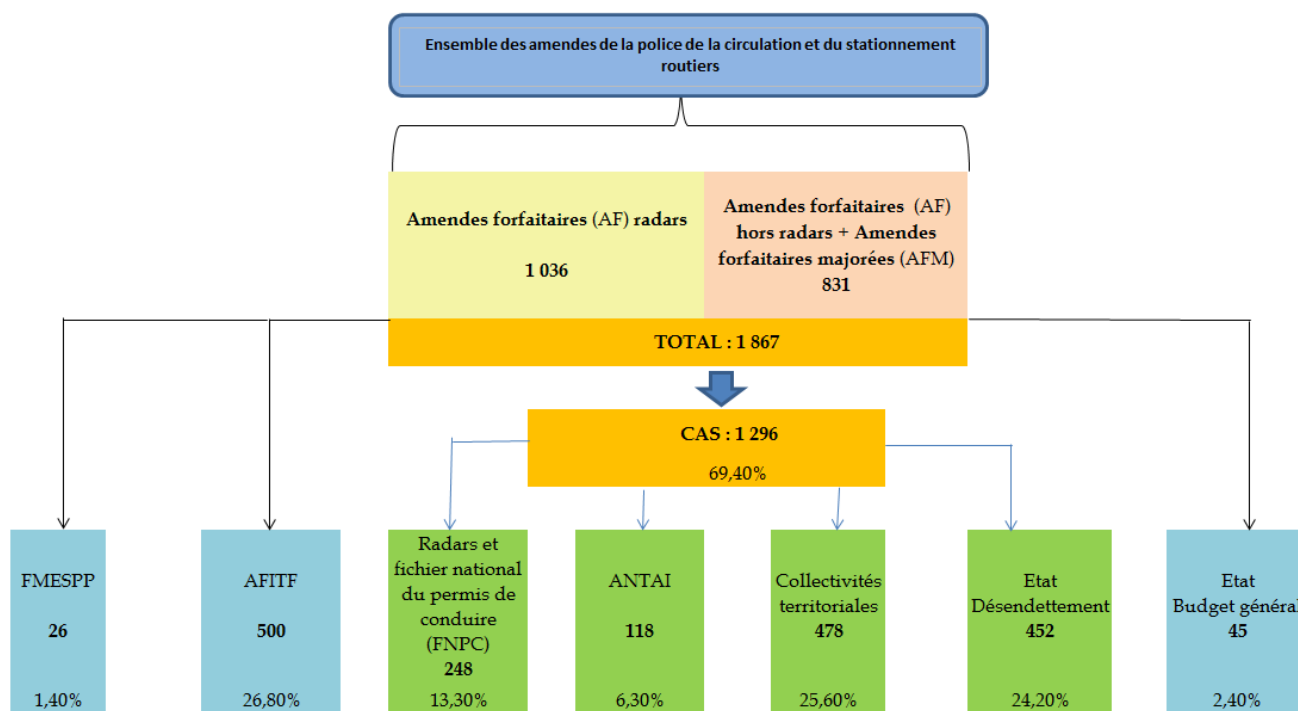 Ensemble des amendes de la police de la circulation et du stationnement
routiers
Amendes forfaitaires (AF) radars
1 036
Amendes forfaitaires (AF)
hors radars + Amendes
forfaitaires majorées (AFM)
831
TOTAL : 1 867
CAS : 1 296
69,40%
FMESPP
26
1,40%
AFITF
500
26,80%
Radars et
fichier national
du permis de
conduire
(FNPC)
248
13,30%
ANTAI
118
6,30%
Collectivités
territoriales
478
25,60%
Etat
Désendettement
452
24,20%
Etat
Budget général
45
2,40%